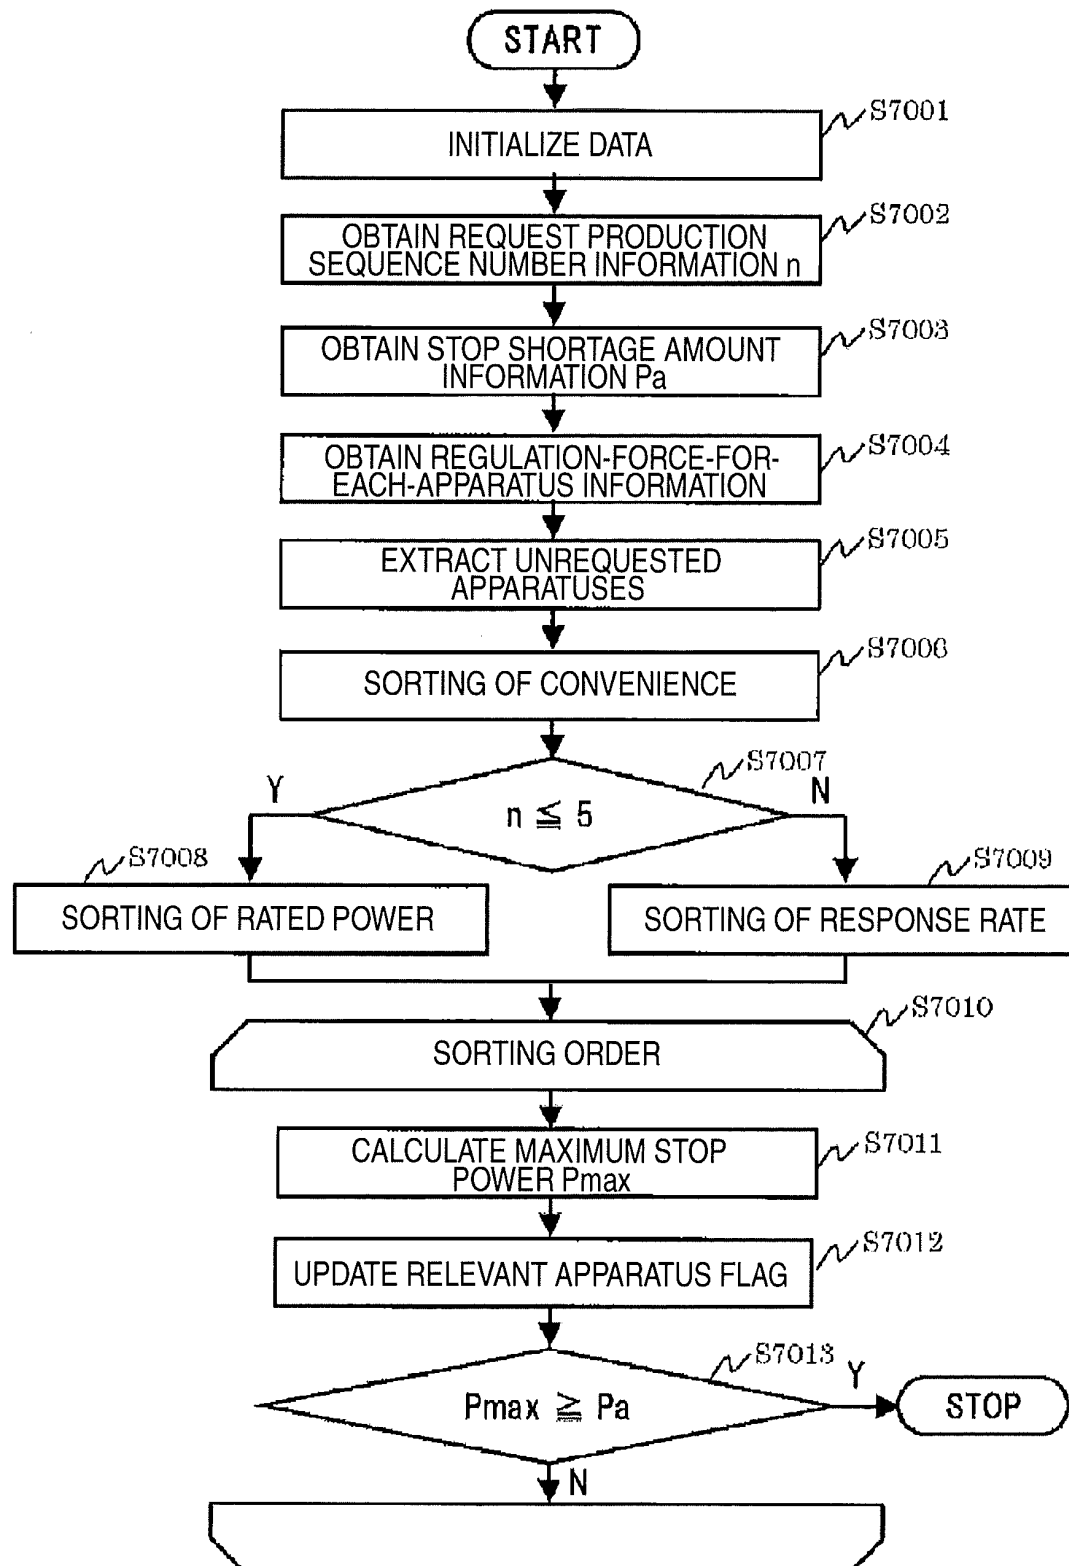 START
S7001
INITIALIZE DATA
S7002
OBTAIN REQUEST PRODUCTION
SEQUENCE NUMBER INFORMATION n
S7003
OBTAIN STOP SHORTAGE AMOUNT
INFORMATION Pa
S7004
OBTAIN REGULATION-FORCE-FOR-
EACH-APPARATUS INFORMATION
S7005
EXTRACT UNREQUESTED
APPARATUSES
S7006
SORTING OF CONVENIENCE
S7007
Y
N
n ≦ 5
S7008
S7009
SORTING OF RATED POWER
SORTING OF RESPONSE RATE
S7010
SORTING ORDER
S7011
CALCULATE MAXIMUM STOP
POWER Pmax
S7012
UPDATE RELEVANT APPARATUS FLAG
S7013
Y
Pmax ≧ Pa
STOP
N